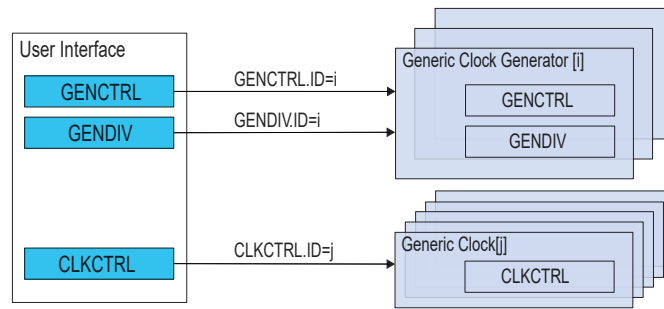 User Interface
GENCTRL
GENDIV
CLKCTRL
GENCTRL.ID=i
GENDIV.ID=i
CLKCTRL.ID=j
Generic Clock Generator [i]
GENCTRL
GENDIV
Generic Clock[j]
CLKCTRL